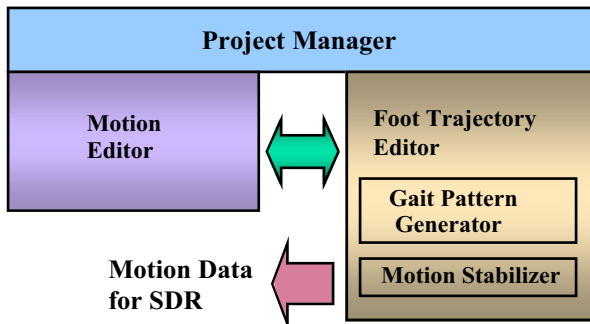 Project Manager
Motion
Editor
Foot Trajectory
Editor
Gait Pattern
Generator
Motion Stabilizer
Motion Data
for SDR